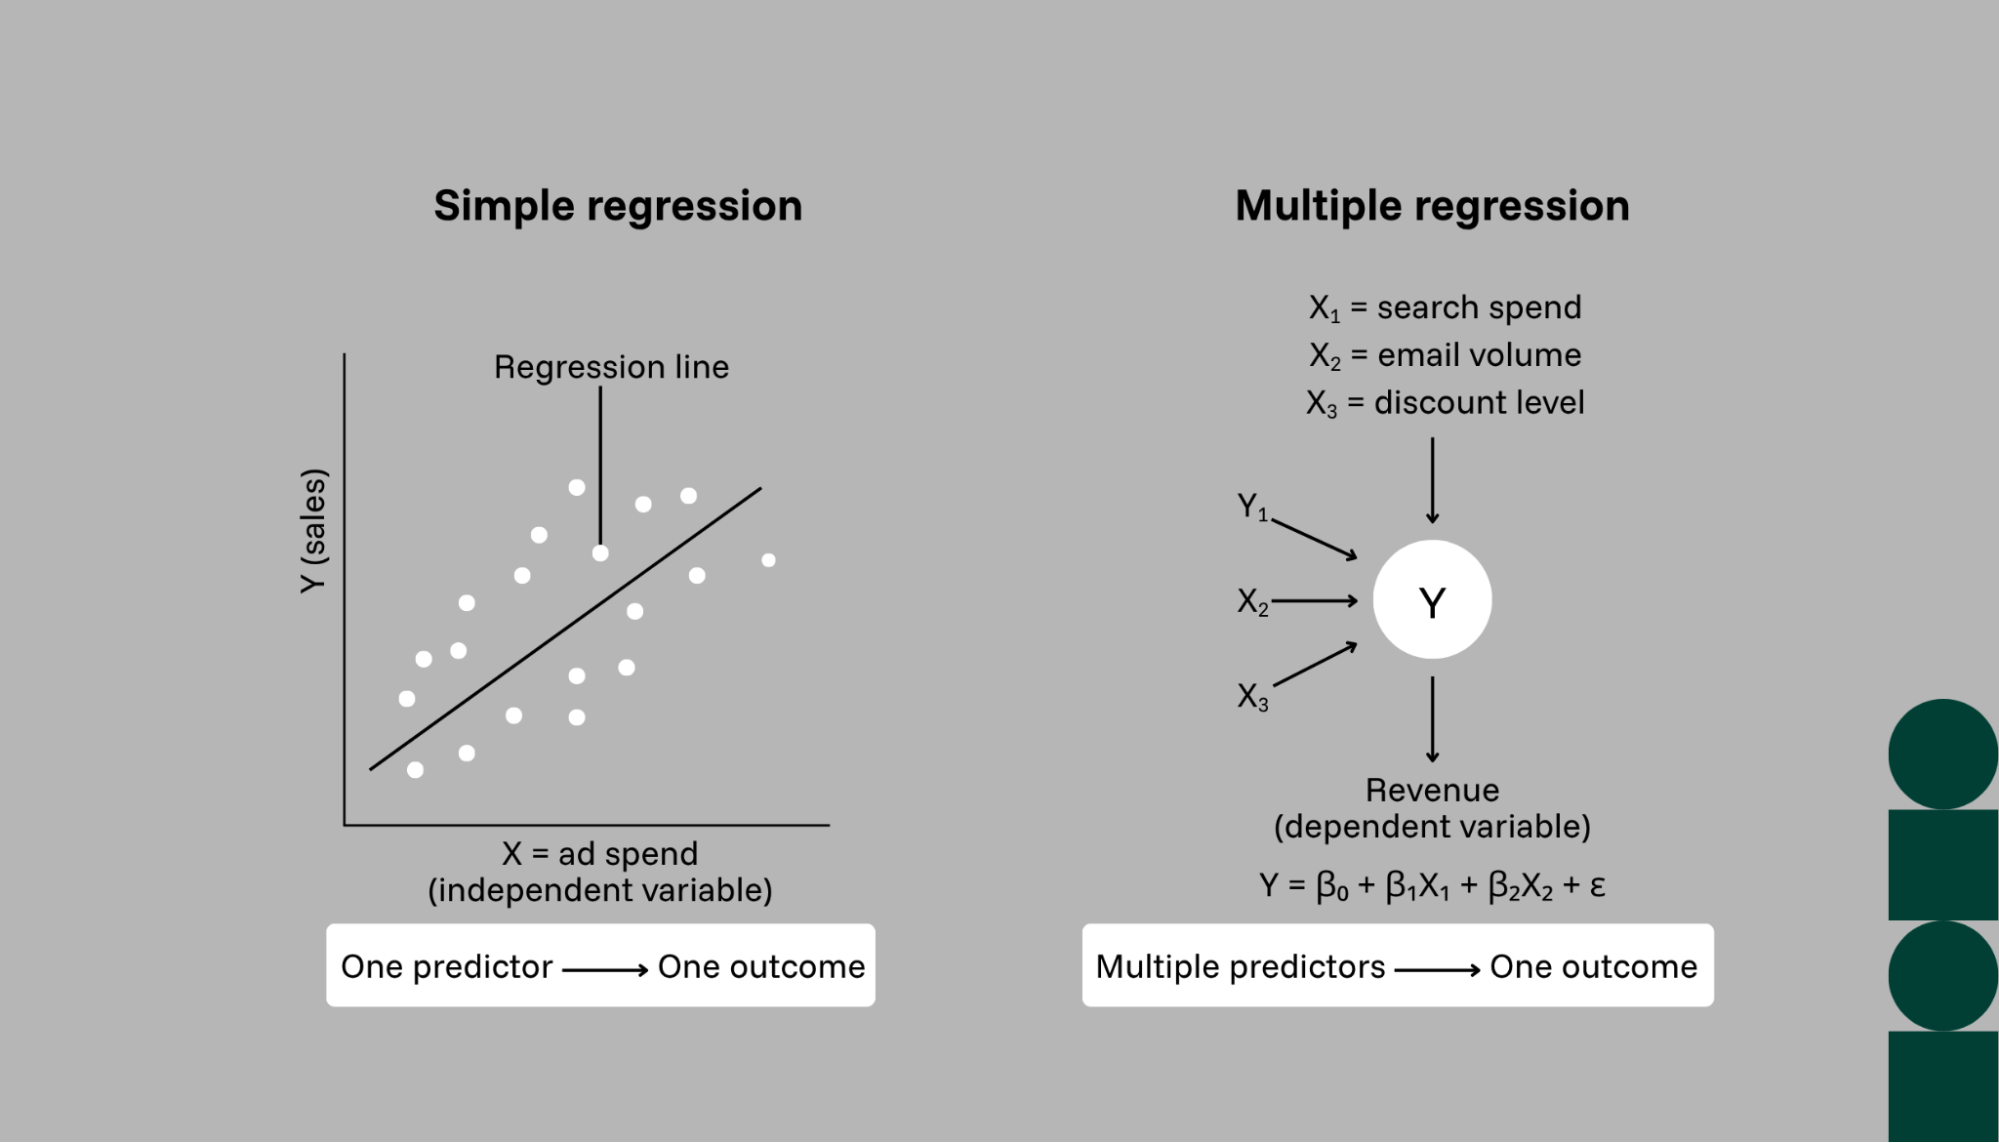 Simple regression
Regression line
Y (sales)
X = ad spend
(independent variable)
One predictor → One outcome
Multiple regression
X₁ = search spend
X₂ = email volume
X₃ = discount level
Y₁
X₂
X₃
Y
Revenue
(dependent variable)
Y = β₀ + β₁X₁ + β₂X₂ + ε
Multiple predictors → One outcome